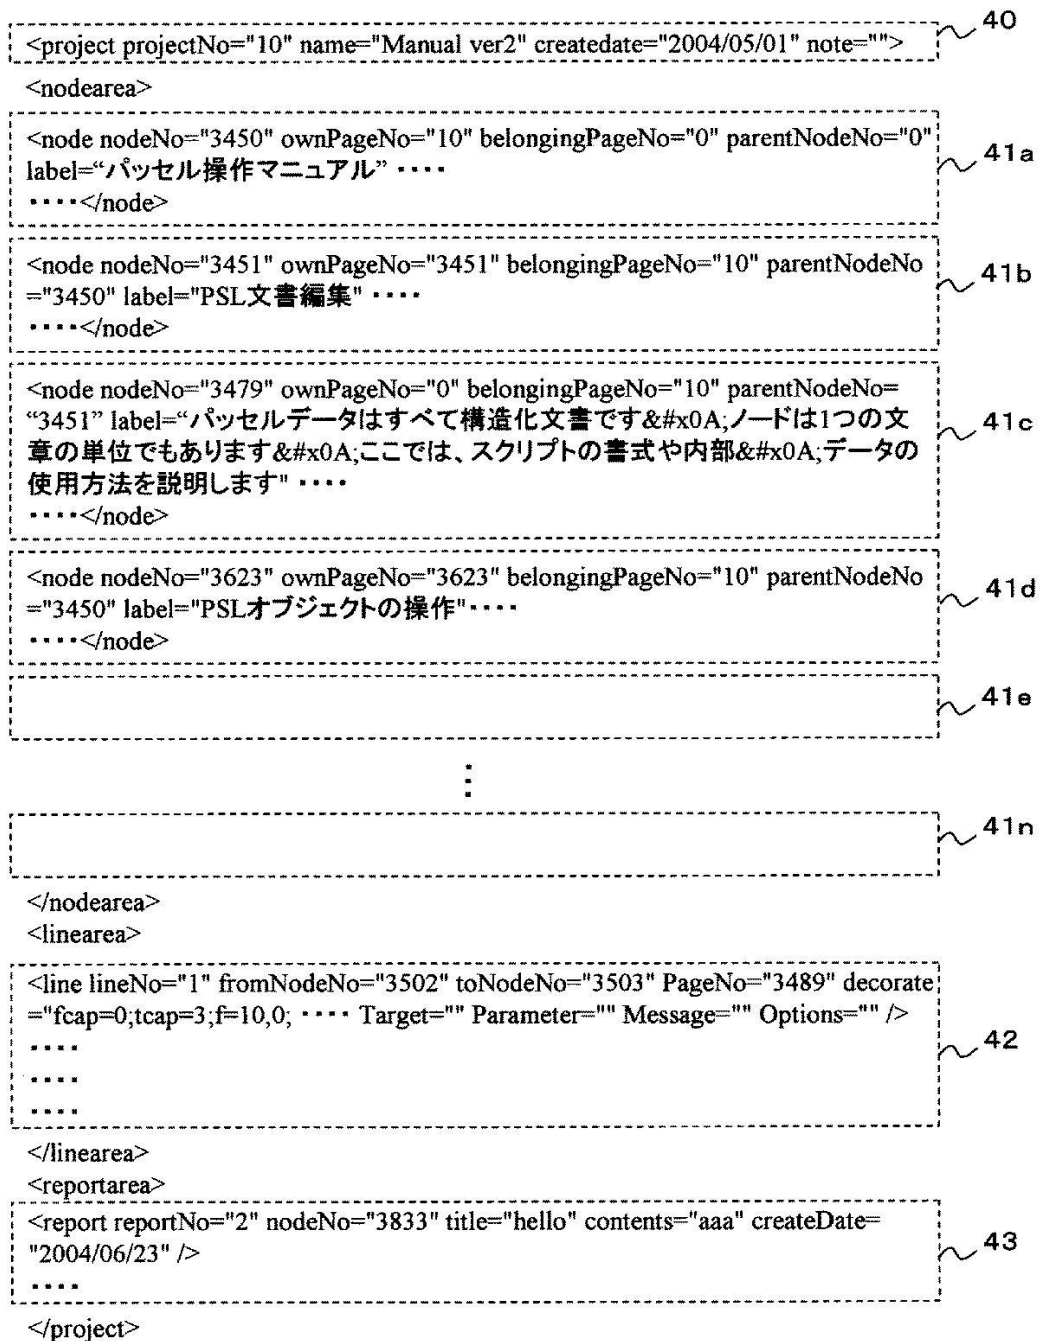 40
<project projectNo="10" name="Manual ver2" createdate="2004/05/01" note="">
<nodearea>
<node nodeNo="3450" ownPageNo="10" belongingPageNo="0" parentNodeNo="0"
label=“パッセル操作マニュアル” ････
････</node>
41a
<node nodeNo="3451" ownPageNo="3451" belongingPageNo="10" parentNodeNo
="3450" label="PSL文書編集" ････
････</node>
41b
<node nodeNo="3479" ownPageNo="0" belongingPageNo="10" parentNodeNo=
“3451” label=“パッセルデータはすべて構造化文書です&#x0A;ノードは1つの文
章の単位でもあります&#x0A;ここでは、スクリプトの書式や内部&#x0A;データの
使用方法を説明します" ････
････</node>
41c
<node nodeNo="3623" ownPageNo="3623" belongingPageNo="10" parentNodeNo
="3450" label="PSLオブジェクトの操作"････
････</node>
41d
41e
⋮
41n
</nodearea>
<linearea>
<line lineNo="1" fromNodeNo="3502" toNodeNo="3503" PageNo="3489" decorate
="fcap=0;tcap=3;f=10,0; ････ Target="" Parameter="" Message="" Options="" />
････
････
････
42
</linearea>
<reportarea>
<report reportNo="2" nodeNo="3833" title="hello" contents="aaa" createDate=
"2004/06/23" />
････
43
</project>